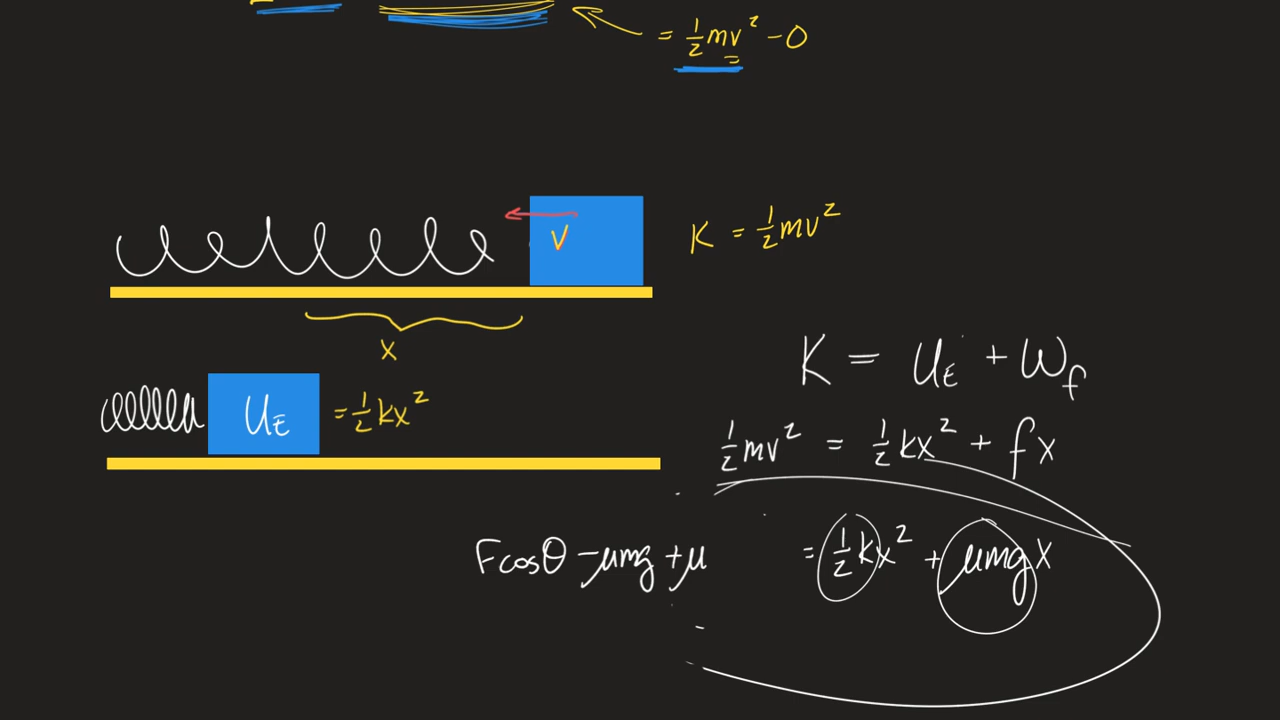 = ½mv² - 0
V
K = ½mv²
x
U_E = ½kx²
K = U_E + W_f
½mv² = ½kx² + fx
Fcosθ - μmg + μ = ½kx² + μmgx